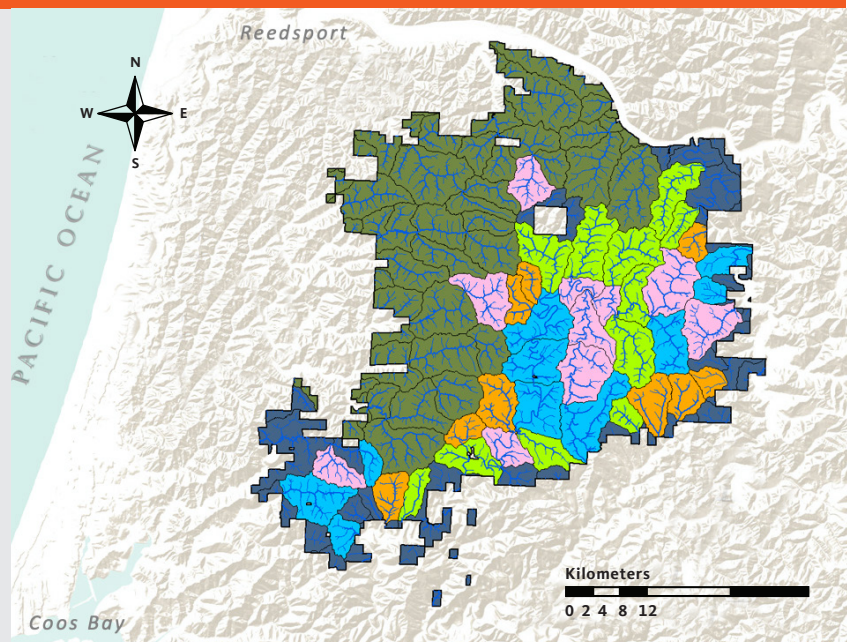 Reedsport
N
W E
S
PACIFIC OCEAN
Kilometers
0 2 4 8 12
Coos Bay